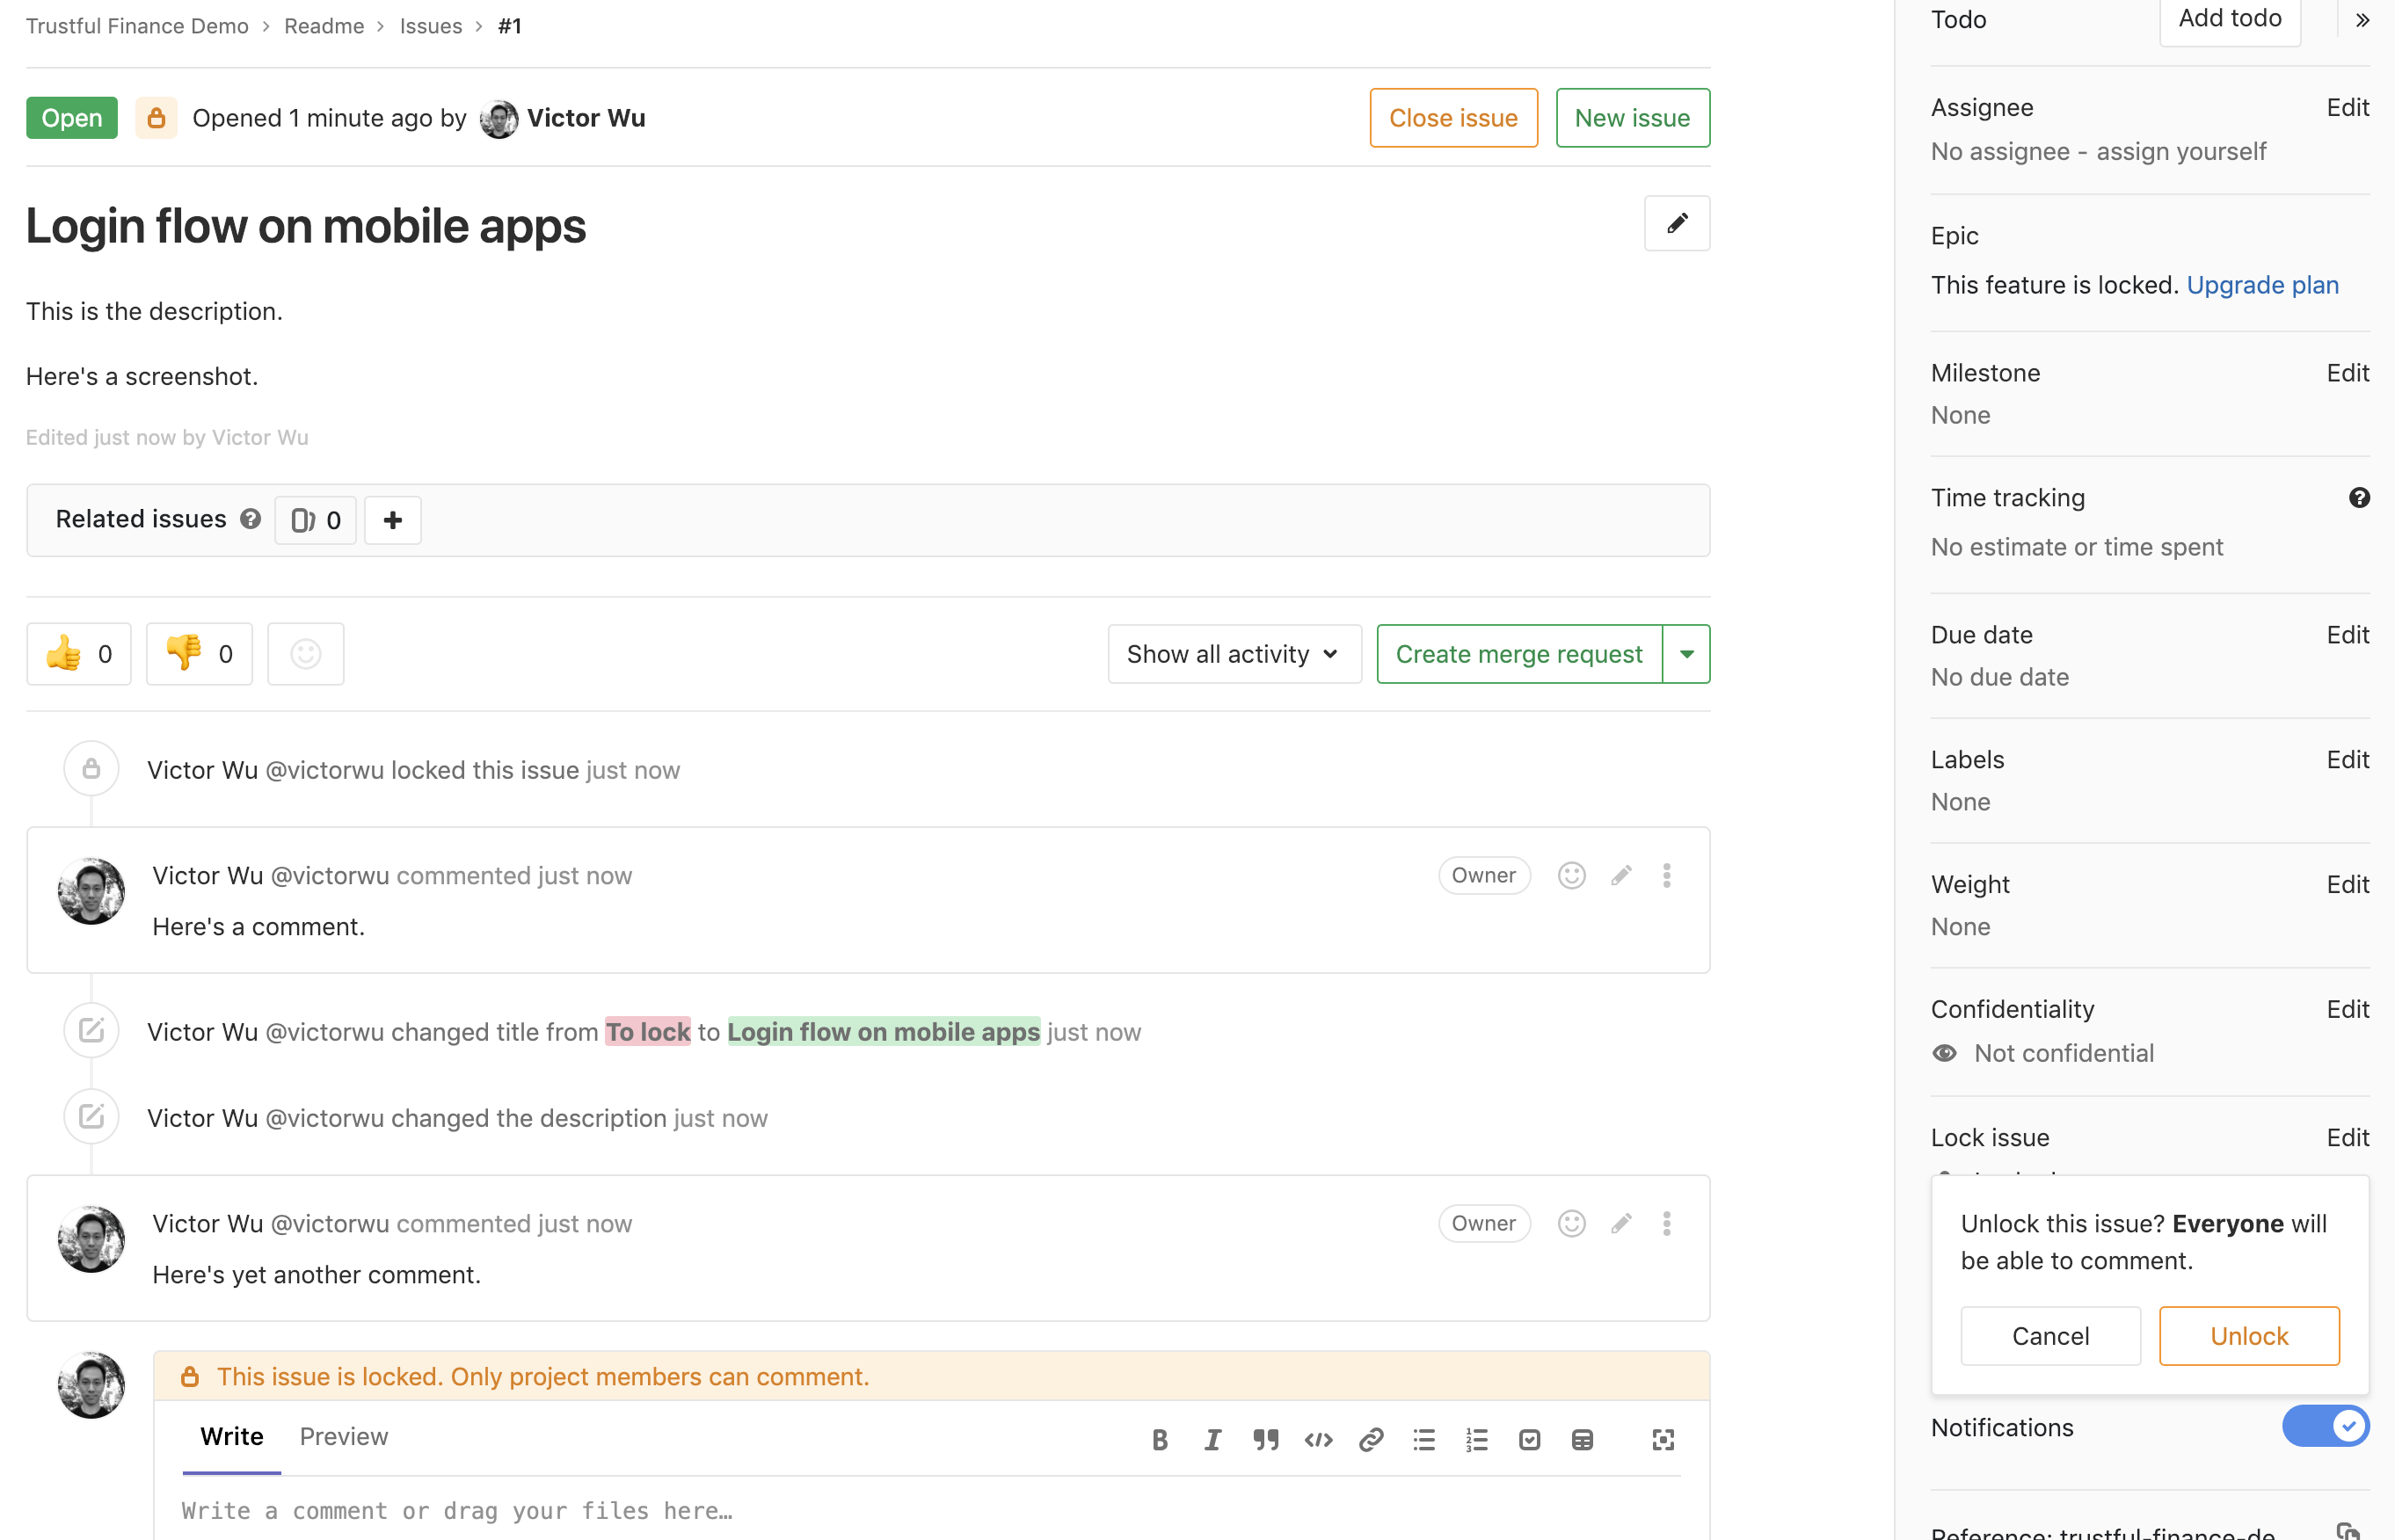 Trustful Finance Demo > Readme > Issues > #1
Open Opened 1 minute ago by Victor Wu
Close issue New issue
Login flow on mobile apps
This is the description.
Here's a screenshot.
Edited just now by Victor Wu
Related issues 0
0 0
Show all activity Create merge request
Victor Wu @victorwu locked this issue just now
Victor Wu @victorwu commented just now Owner
Here's a comment.
Victor Wu @victorwu changed title from To lock to Login flow on mobile apps just now
Victor Wu @victorwu changed the description just now
Victor Wu @victorwu commented just now Owner
Here's yet another comment.
This issue is locked. Only project members can comment.
Write Preview
Write a comment or drag your files here…
Todo Add todo »
Assignee Edit
No assignee - assign yourself
Epic
This feature is locked. Upgrade plan
Milestone Edit
None
Time tracking
No estimate or time spent
Due date Edit
No due date
Labels Edit
None
Weight Edit
None
Confidentiality Edit
Not confidential
Lock issue Edit
Unlock this issue? Everyone will
be able to comment.
Cancel Unlock
Notifications
Reference: trustful-finance-de